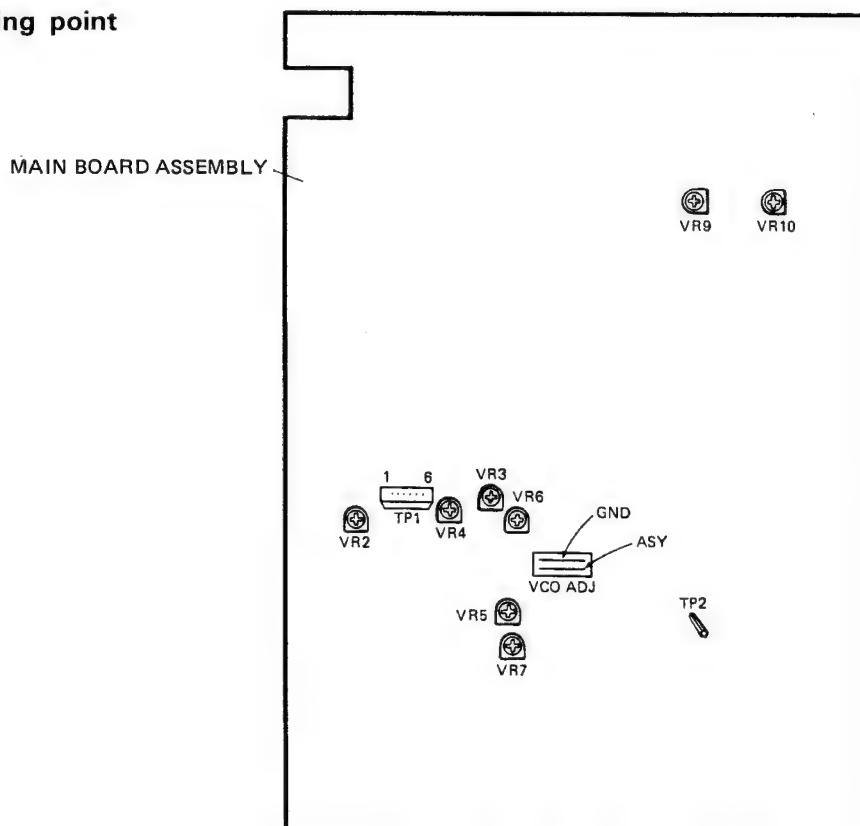 ing point
MAIN BOARD ASSEMBLY
VR9 VR10
1 6
TP1
VR2
VR4
VR3
VR6
GND
ASY
VCO ADJ
VR5
VR7
TP2